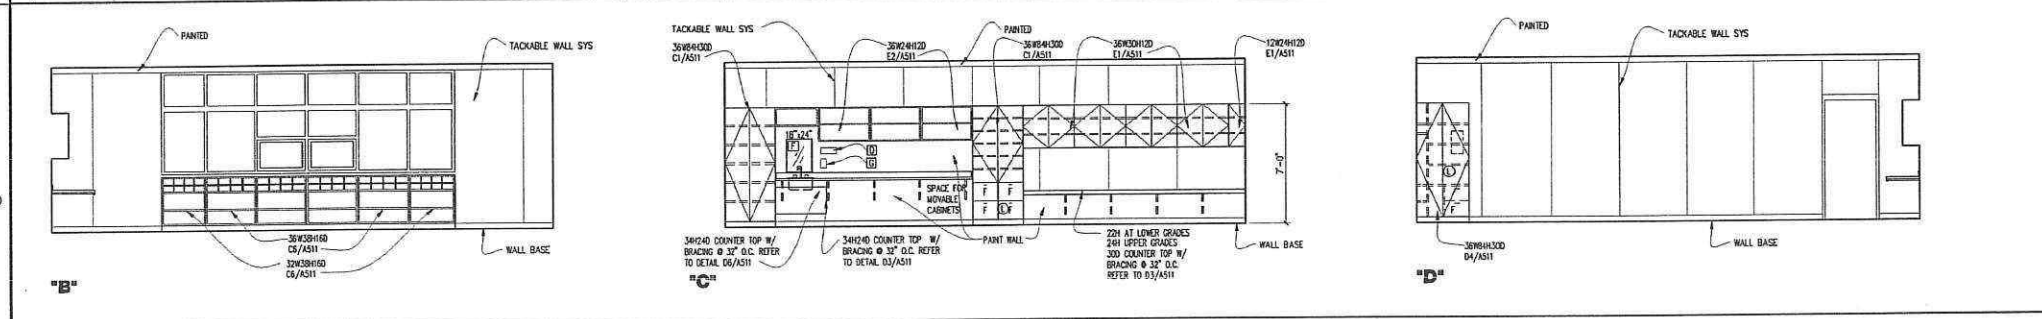 PAINTED
TACKABLE WALL SYS
36W38H16D
C6/A511
32W38H16D
C6/A511
WALL BASE
"B"
TACKABLE WALL SYS
PAINTED
36W84H30D
C1/A511
36W24H12D
E2/A511
36W84H30D
C1/A511
36W30H12D
E1/A511
12W24H12D
E1/A511
18"x24"
F
D
G
SPACE FOR
MOVABLE
CABINETS
F F
F L F
7'-0"
34H24D COUNTER TOP W/
BRACING @ 32" O.C. REFER
TO DETAIL D6/A511
34H24D COUNTER TOP W/
BRACING @ 32" O.C. REFER
TO DETAIL D3/A511
PAINT WALL
22H AT LOWER GRADES
24H UPPER GRADES
30D COUNTER TOP W/
BRACING @ 32" O.C.
REFER TO D3/A511
WALL BASE
"C"
PAINTED
TACKABLE WALL SYS
L
F
36W84H30D
D4/A511
WALL BASE
"D"